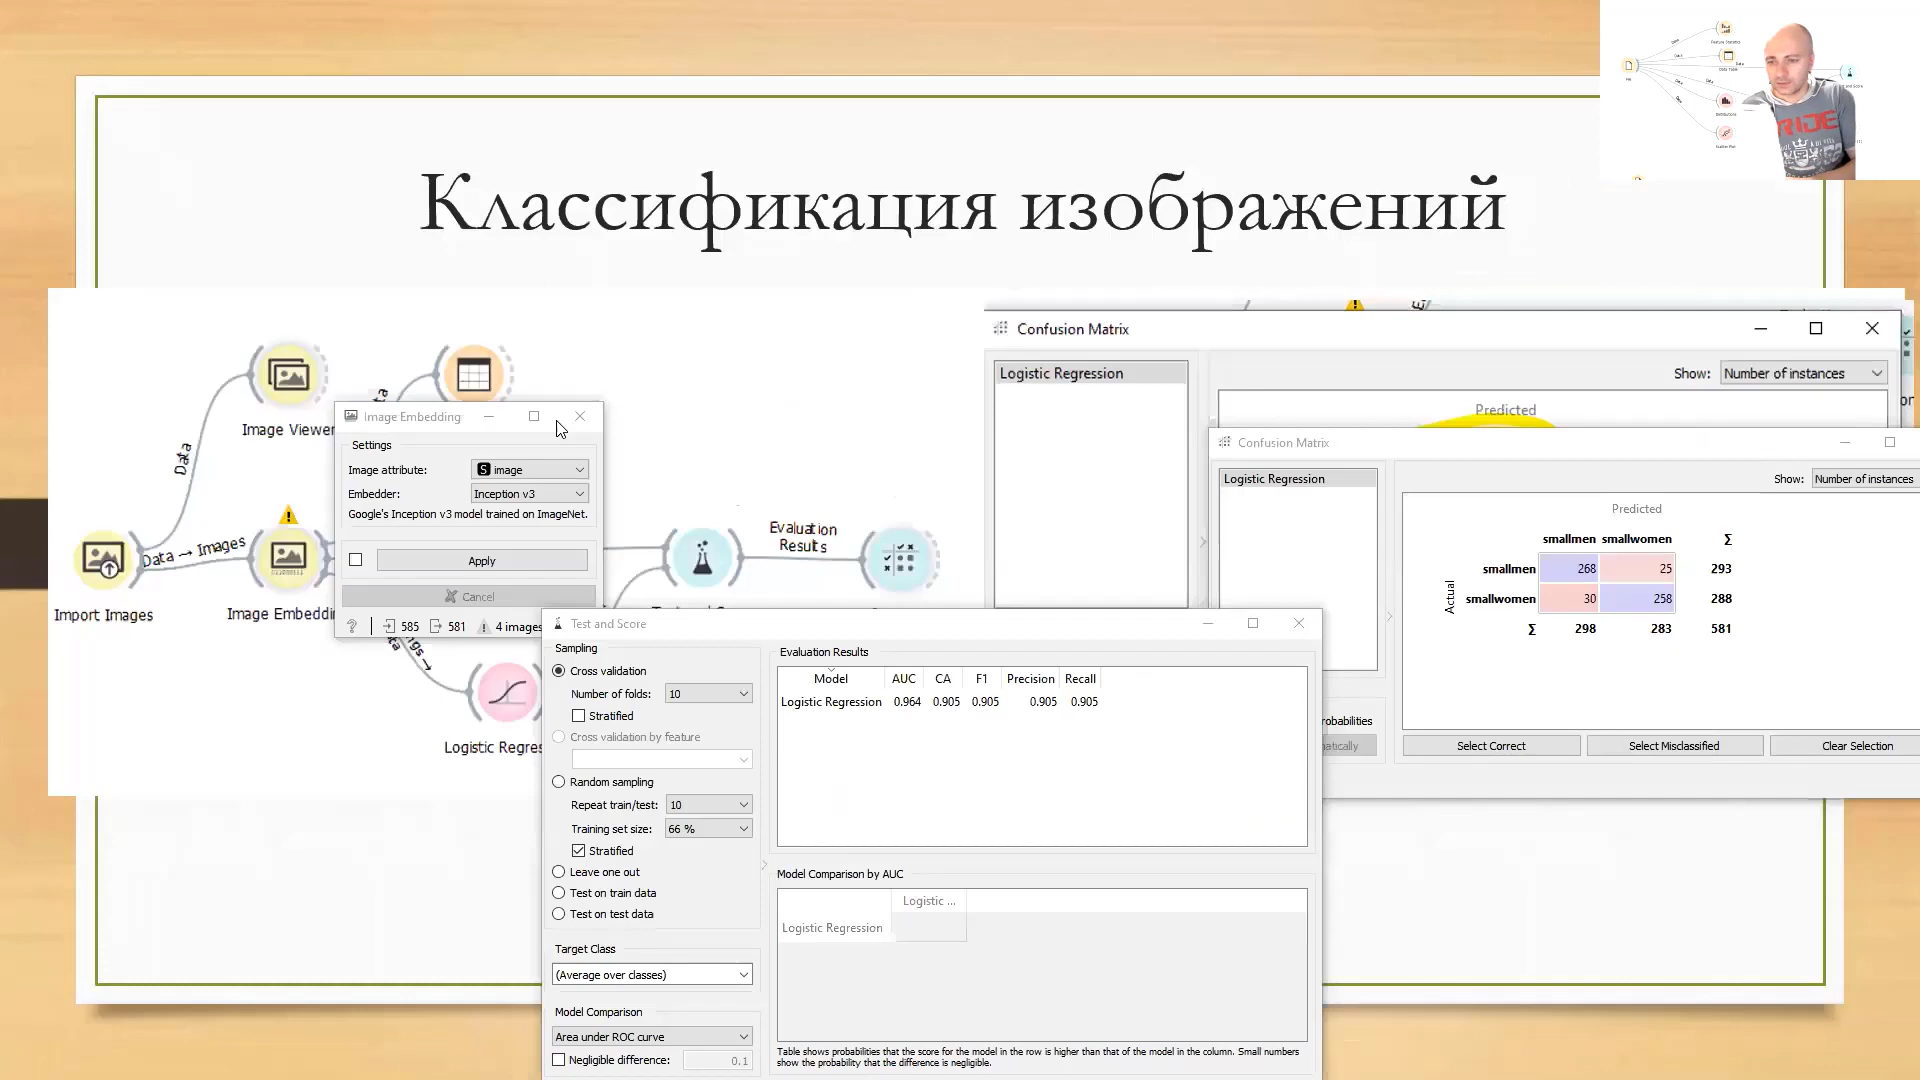 Классификация изображений
Image Viewer
Data
Data → Images
Import Images
Image Embeddin
Logistic Regres
Evaluation
Results
Image Embedding
Settings
Image attribute:
S image
Embedder:
Inception v3
Google's Inception v3 model trained on ImageNet.
Apply
Cancel
? 585 581 4 images
Confusion Matrix
Logistic Regression
Show: Number of instances
Predicted
Confusion Matrix
Logistic Regression
Show: Number of instances
Predicted
smallmen smallwomen Σ
smallmen 268 25 293
Actual
smallwomen 30 258 288
Σ 298 283 581
robabilities
atically
Select Correct
Select Misclassified
Clear Selection
Test and Score
Sampling
Cross validation
Number of folds: 10
Stratified
Cross validation by feature
Random sampling
Repeat train/test: 10
Training set size: 66 %
Stratified
Leave one out
Test on train data
Test on test data
Target Class
(Average over classes)
Model Comparison
Area under ROC curve
Negligible difference: 0.1
Evaluation Results
Model AUC CA F1 Precision Recall
Logistic Regression 0.964 0.905 0.905 0.905 0.905
Model Comparison by AUC
Logistic ...
Logistic Regression
Table shows probabilities that the score for the model in the row is higher than that of the model in the column. Small numbers
show the probability that the difference is negligible.
RIDE